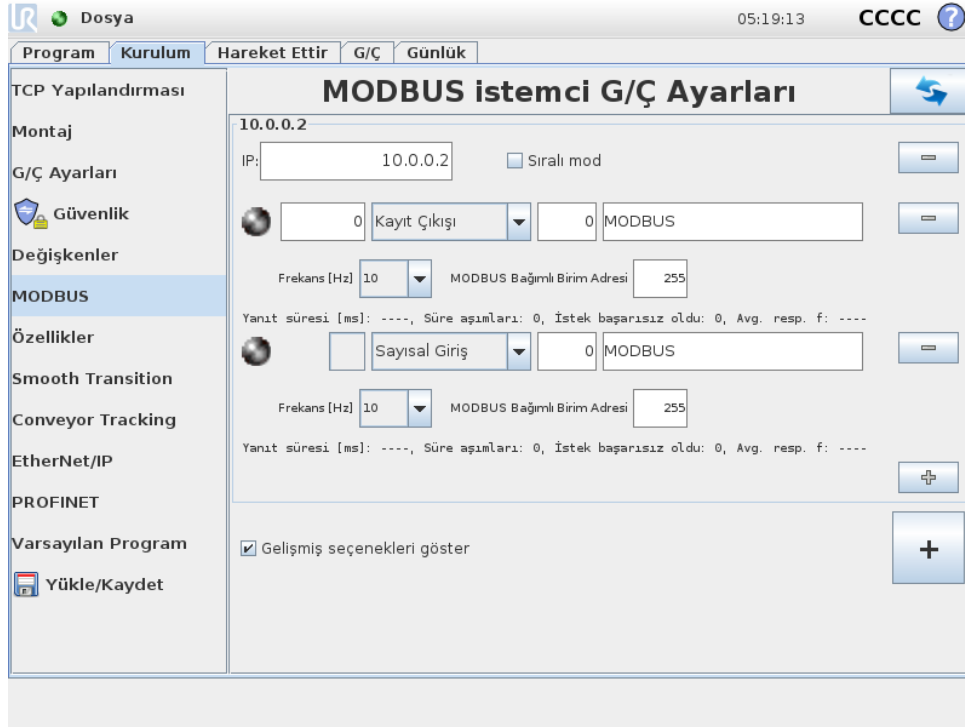 UR Dosya 05:19:13 CCCC ?
Program Kurulum Hareket Ettir G/Ç Günlük
TCP Yapılandırması
Montaj
G/Ç Ayarları
Güvenlik
Değişkenler
MODBUS
Özellikler
Smooth Transition
Conveyor Tracking
EtherNet/IP
PROFINET
Varsayılan Program
Yükle/Kaydet
MODBUS istemci G/Ç Ayarları
10.0.0.2
IP: 10.0.0.2 Sıralı mod
0 Kayıt Çıkışı 0 MODBUS
Frekans [Hz] 10 MODBUS Bağımlı Birim Adresi 255
Yanıt süresi [ms]: ----, Süre aşımları: 0, İstek başarısız oldu: 0, Avg. resp. f: ----
Sayısal Giriş 0 MODBUS
Frekans [Hz] 10 MODBUS Bağımlı Birim Adresi 255
Yanıt süresi [ms]: ----, Süre aşımları: 0, İstek başarısız oldu: 0, Avg. resp. f: ----
Gelişmiş seçenekleri göster